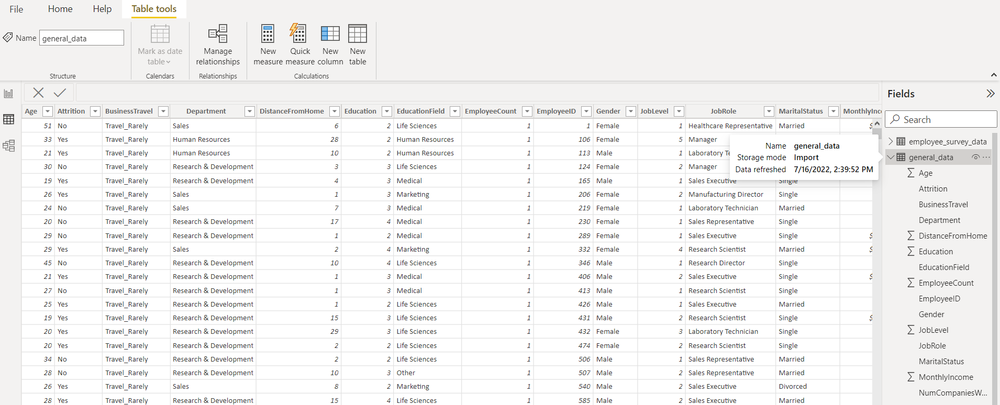 File Home Help Table tools
Name general_data
Mark as date table
Manage relationships
New measure
Quick measure
New column
New table
Structure Calendars Relationships Calculations
Age Attrition BusinessTravel Department DistanceFromHome Education EducationField EmployeeCount EmployeeID Gender JobLevel JobRole MaritalStatus MonthlyInc
51 No Travel_Rarely Sales 6 2 Life Sciences 1 1 Female 1 Healthcare Representative Married $
33 Yes Travel_Rarely Human Resources 28 2 Human Resources 1 106 Female 5 Manager
21 Yes Travel_Rarely Human Resources 10 2 Human Resources 1 113 Male 1 Laboratory Te
30 No Travel_Rarely Research & Development 3 3 Life Sciences 1 124 Female 2 Manager
19 Yes Travel_Rarely Research & Development 4 3 Medical 1 165 Male 1 Sales Executive Single
26 Yes Travel_Rarely Sales 1 3 Marketing 1 206 Female 2 Manufacturing Director Single
24 No Travel_Rarely Sales 7 3 Medical 1 219 Female 1 Laboratory Technician Married
20 No Travel_Rarely Research & Development 17 4 Medical 1 230 Female 1 Sales Representative Single
29 No Travel_Rarely Research & Development 1 2 Medical 1 289 Female 1 Sales Executive Single $
29 Yes Travel_Rarely Sales 2 4 Marketing 1 332 Female 4 Research Scientist Married $
45 No Travel_Rarely Research & Development 10 4 Life Sciences 1 346 Male 1 Research Director Single
21 Yes Travel_Rarely Research & Development 1 3 Medical 1 406 Male 2 Sales Executive Single $
27 No Travel_Rarely Research & Development 1 3 Medical 1 413 Male 1 Research Scientist Single
25 Yes Travel_Rarely Research & Development 1 2 Life Sciences 1 426 Male 1 Sales Executive Married
19 Yes Travel_Rarely Research & Development 15 3 Life Sciences 1 431 Male 2 Research Scientist Single $
20 Yes Travel_Rarely Research & Development 29 3 Life Sciences 1 432 Female 3 Laboratory Technician Single
20 Yes Travel_Rarely Research & Development 2 2 Life Sciences 1 474 Female 2 Research Scientist Single
34 No Travel_Rarely Research & Development 2 2 Life Sciences 1 506 Male 1 Sales Representative Married
28 No Travel_Rarely Research & Development 10 3 Other 1 507 Male 2 Sales Representative Married
26 Yes Travel_Rarely Sales 8 2 Marketing 1 540 Male 2 Sales Executive Divorced
28 Yes Travel_Rarely Research & Development 15 4 Life Sciences 1 585 Male 2 Sales Executive Married
Name general_data
Storage mode Import
Data refreshed 7/16/2022, 2:39:52 PM
Fields
Search
employee_survey_data
general_data
Age
Attrition
BusinessTravel
Department
DistanceFromHome
Education
EducationField
EmployeeCount
EmployeeID
Gender
JobLevel
JobRole
MaritalStatus
MonthlyIncome
NumCompaniesW...